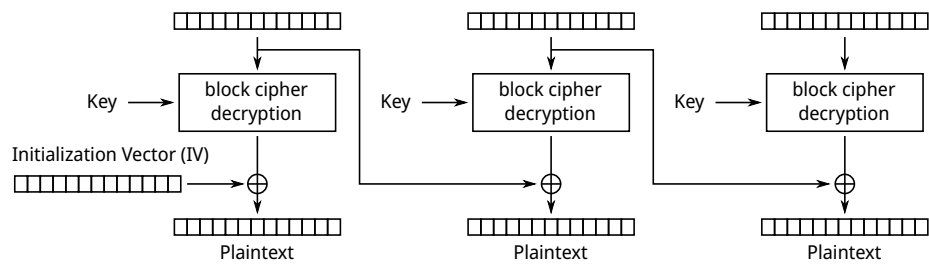 block cipher
decryption
block cipher
decryption
block cipher
decryption
Key
Key
Key
Initialization Vector (IV)
Plaintext
Plaintext
Plaintext